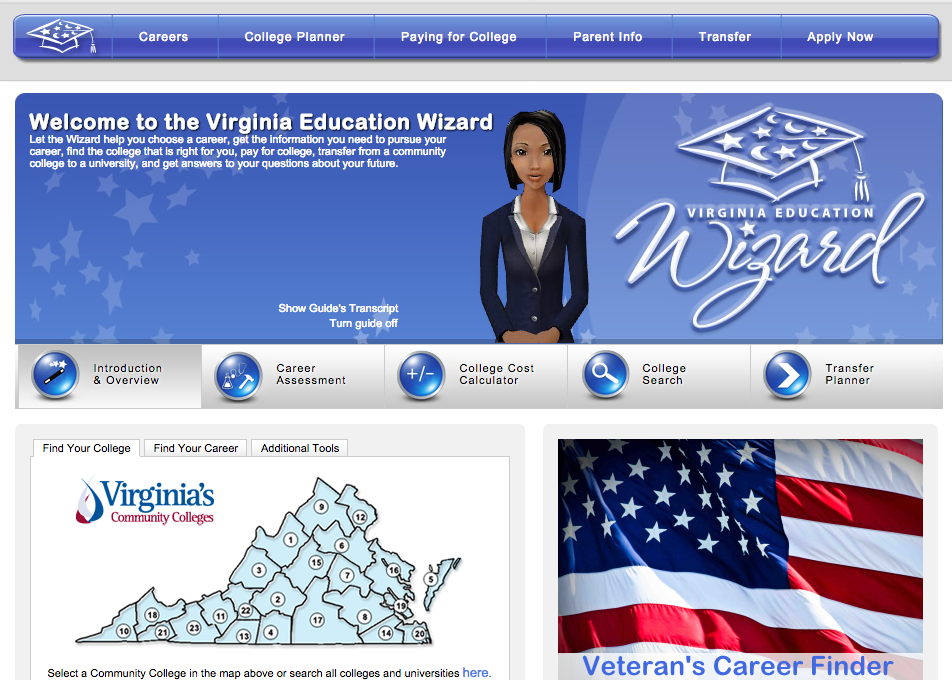 Careers College Planner Paying for College Parent Info Transfer Apply Now
Welcome to the Virginia Education Wizard
Let the Wizard help you choose a career, get the information you need to pursue your
career, find the college that is right for you, pay for college, transfer from a community
college to a university, and get answers to your questions about your future.
VIRGINIA EDUCATION
Wizard
Show Guide's Transcript
Turn guide off
Introduction
& Overview
Career
Assessment
+/−
College Cost
Calculator
College
Search
Transfer
Planner
Find Your College Find Your Career Additional Tools
Virginia's
Community Colleges
9
12
1
6
15
3
7
16
5
2
19
18
22
11
17
8
10
21
23
13
4
14
20
Select a Community College in the map above or search all colleges and universities here.
Veteran's Career Finder